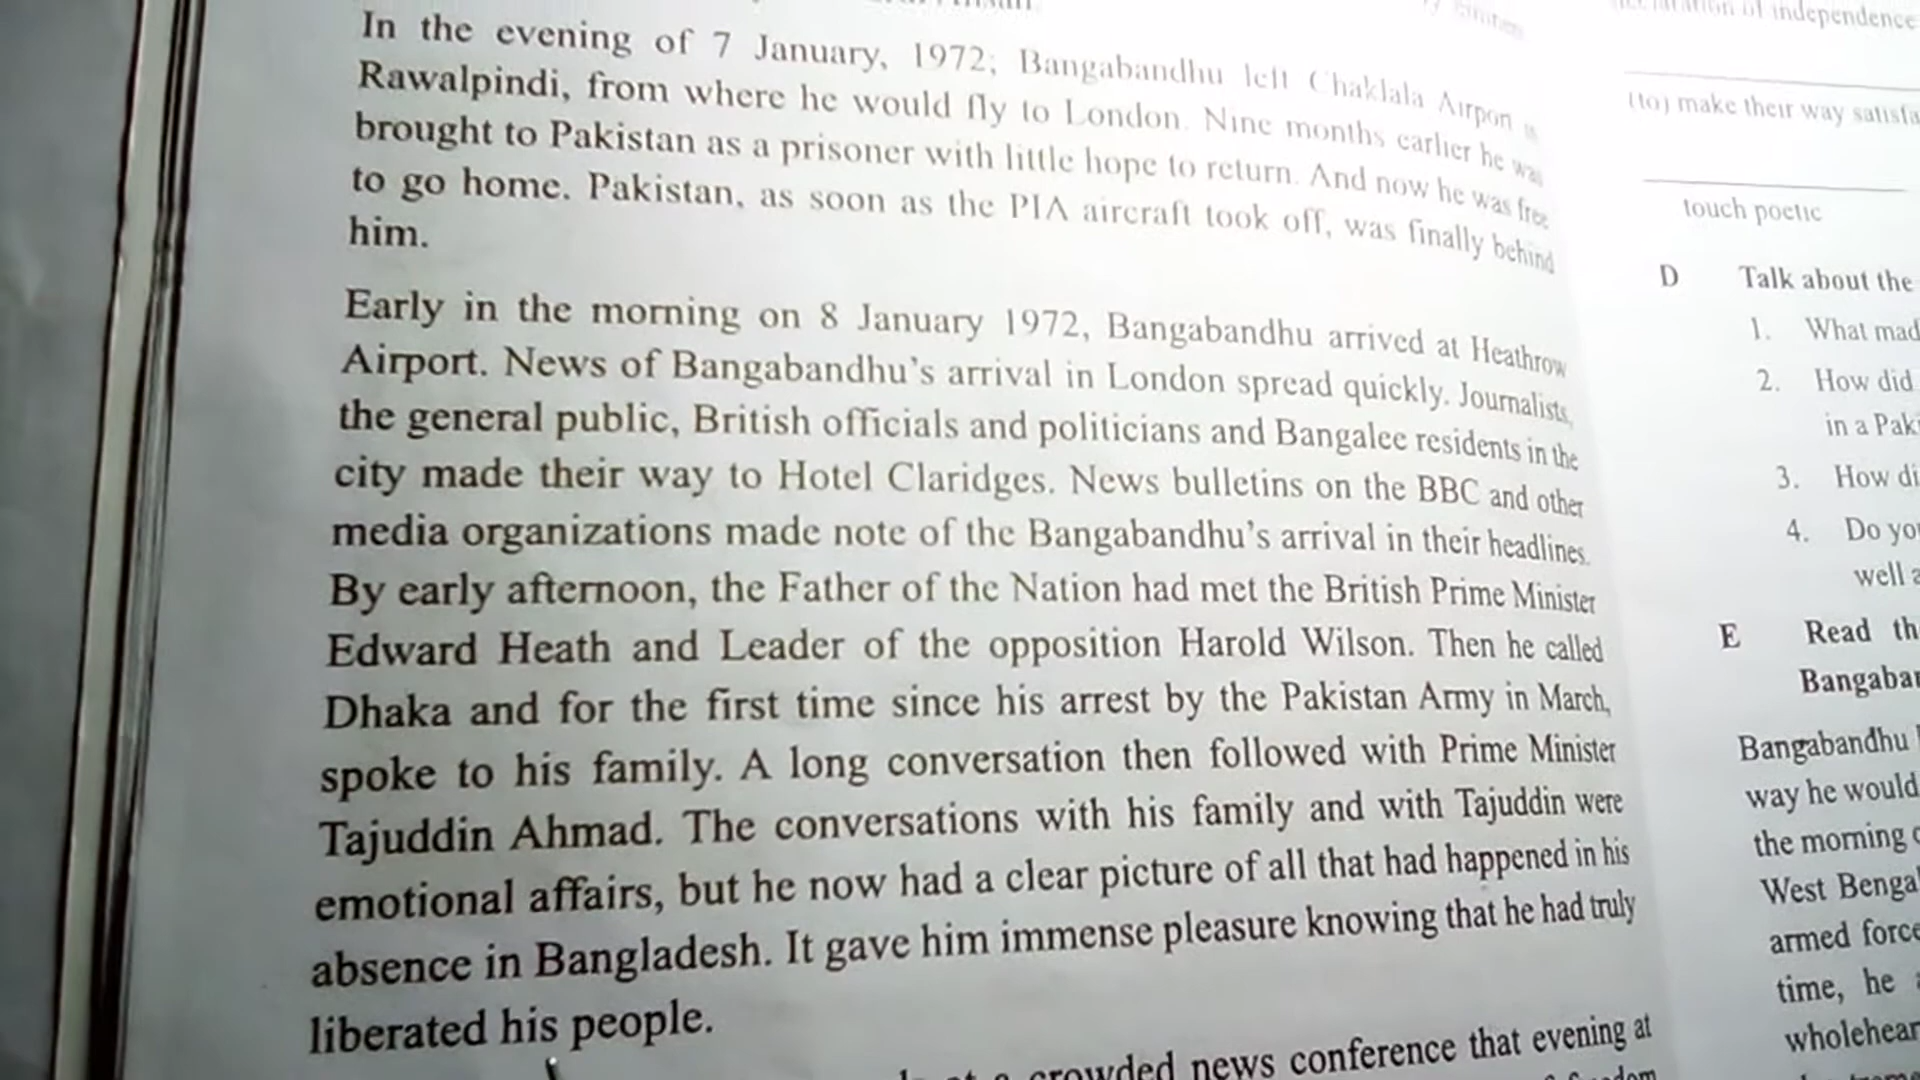 In the evening of 7 January, 1972; Bangabandhu left Chaklala Airport in
Rawalpindi, from where he would fly to London. Nine months earlier he was
brought to Pakistan as a prisoner with little hope to return. And now he was free
to go home. Pakistan, as soon as the PIA aircraft took off, was finally behind
him.
Early in the morning on 8 January 1972, Bangabandhu arrived at Heathrow
Airport. News of Bangabandhu's arrival in London spread quickly. Journalists,
the general public, British officials and politicians and Bangalee residents in the
city made their way to Hotel Claridges. News bulletins on the BBC and other
media organizations made note of the Bangabandhu's arrival in their headlines.
By early afternoon, the Father of the Nation had met the British Prime Minister
Edward Heath and Leader of the opposition Harold Wilson. Then he called
Dhaka and for the first time since his arrest by the Pakistan Army in March,
spoke to his family. A long conversation then followed with Prime Minister
Tajuddin Ahmad. The conversations with his family and with Tajuddin were
emotional affairs, but he now had a clear picture of all that had happened in his
absence in Bangladesh. It gave him immense pleasure knowing that he had truly
liberated his people.
a crowded news conference that evening at
of independence
(to) make their way
touch poetic
D Talk about the
1. What
2. How did
in a
3. How
4. Do
well
E Read
Bangabandhu
way he would
the morning
West
armed
time, he